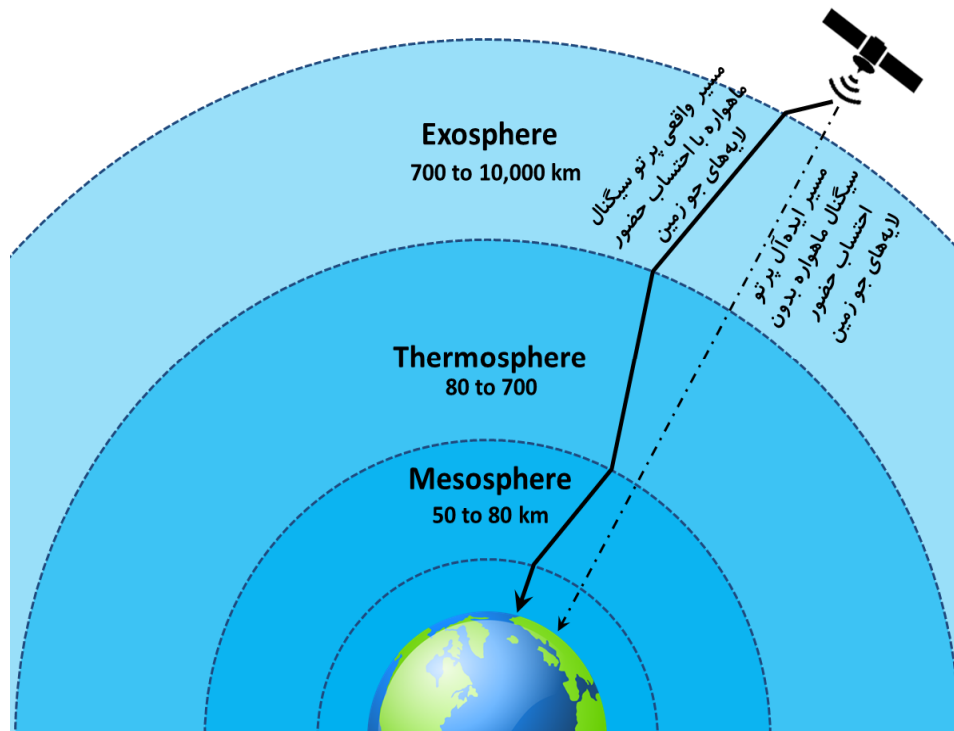 Exosphere
700 to 10,000 km
مسیر واقعی پرتو سیگنال
ماهواره با احتساب حضور
لایه‌های جو زمین
مسیر ایده‌آل پرتو
سیگنال ماهواره بدون
احتساب حضور
لایه‌های جو زمین
Thermosphere
80 to 700
Mesosphere
50 to 80 km